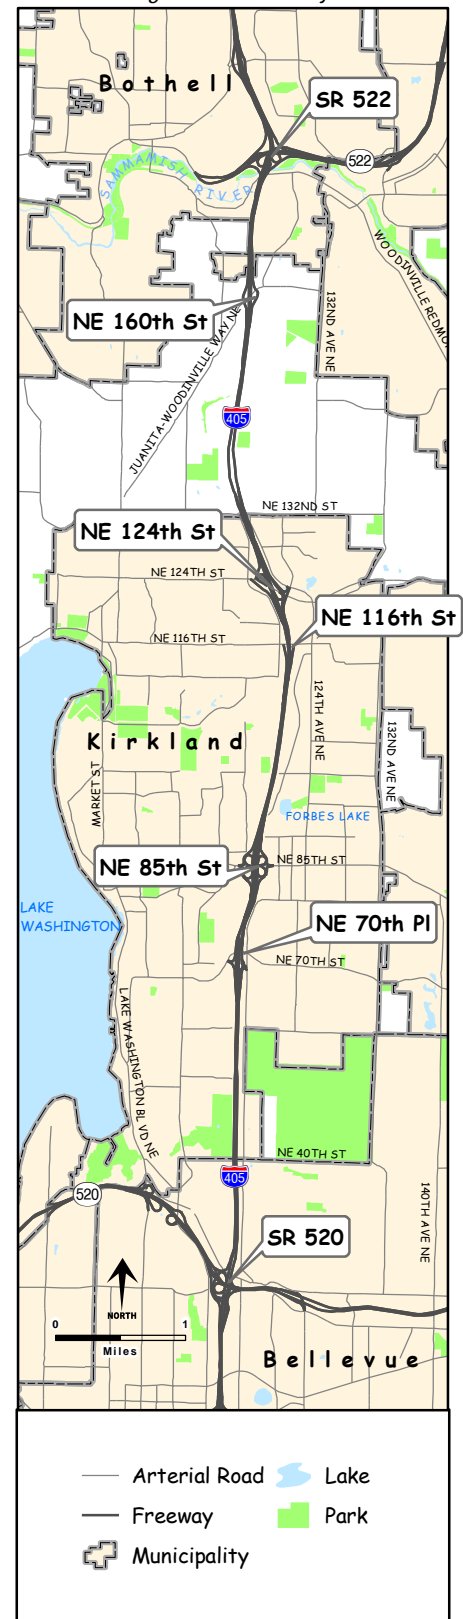 Bothell
SR 522
522
SAMMAMISH
RIVER
WOODINVILLE REDMO
NE 160th St
132ND AVE NE
JUANITA-WOODINVILLE WAY NE
405
NE 132ND ST
NE 124th St
NE 124TH ST
NE 116th St
NE 116TH ST
124TH AVE NE
132ND AVE NE
Kirkland
MARKET ST
FORBES LAKE
NE 85th St
NE 85TH ST
LAKE
WASHINGTON
NE 70th Pl
NE 70TH ST
LAKE WASHINGTON BLVD NE
NE 40TH ST
405
520
140TH AVE NE
SR 520
NORTH
0 1
Miles
Bellevue
Arterial Road
Lake
Freeway
Park
Municipality